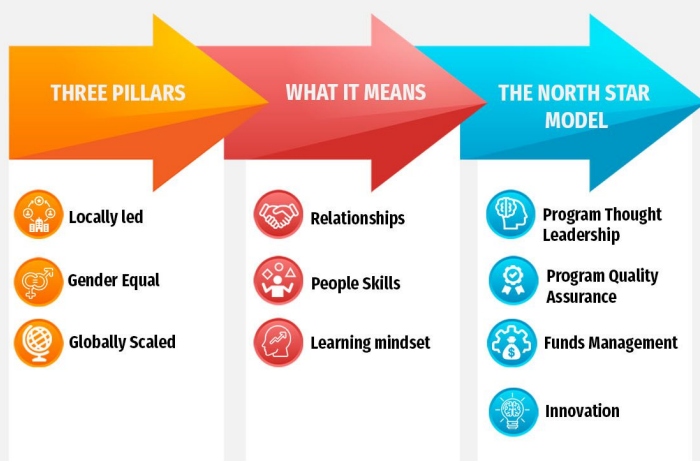 THREE PILLARS
Locally led
Gender Equal
Globally Scaled
WHAT IT MEANS
Relationships
People Skills
Learning mindset
THE NORTH STAR
MODEL
Program Thought
Leadership
Program Quality
Assurance
Funds Management
Innovation